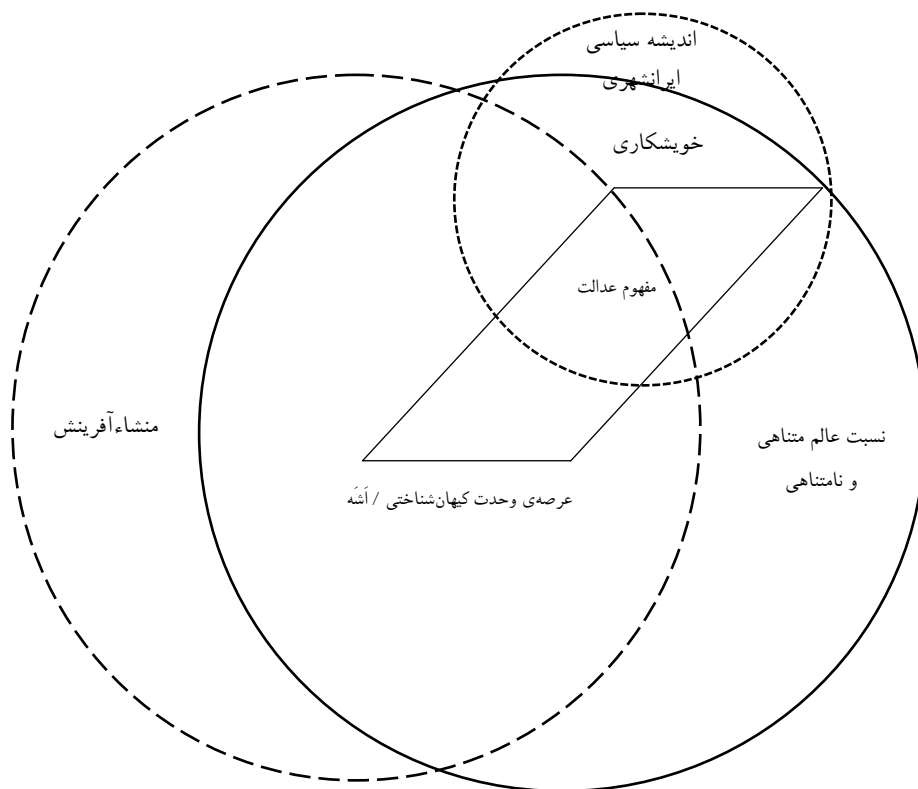 اندیشه سیاسی
ایرانشهری
خویشکاری
مفهوم عدالت
منشاءآفرینش
نسبت عالم متناهی
و نامتناهی
عرصه‌ی وحدت کیهان‌شناختی / اَشَه